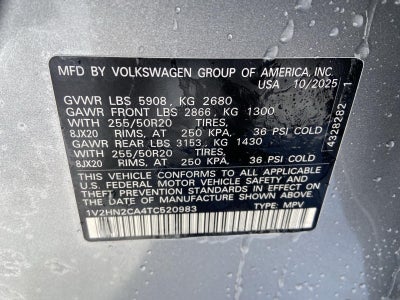 MFD BY VOLKSWAGEN GROUP OF AMERICA, INC.
USA 10/2025
GVWR LBS 5908, KG 2680
GAWR FRONT LBS 2866, KG 1300
WITH 255/50R20 TIRES,
8JX20 RIMS, AT 250 KPA, 36 PSI COLD
GAWR REAR LBS 3153, KG 1430
WITH 255/50R20 TIRES,
8JX20 RIMS, AT 250 KPA, 36 PSI COLD
THIS VEHICLE CONFORMS TO ALL APPLICABLE
U.S. FEDERAL MOTOR VEHICLE SAFETY AND
THEFT PREVENTION STANDARDS IN EFFECT ON THE
DATE OF MANUFACTURE SHOWN ABOVE.
1V2HN2CA4TC520983 TYPE: MPV
4328282 1